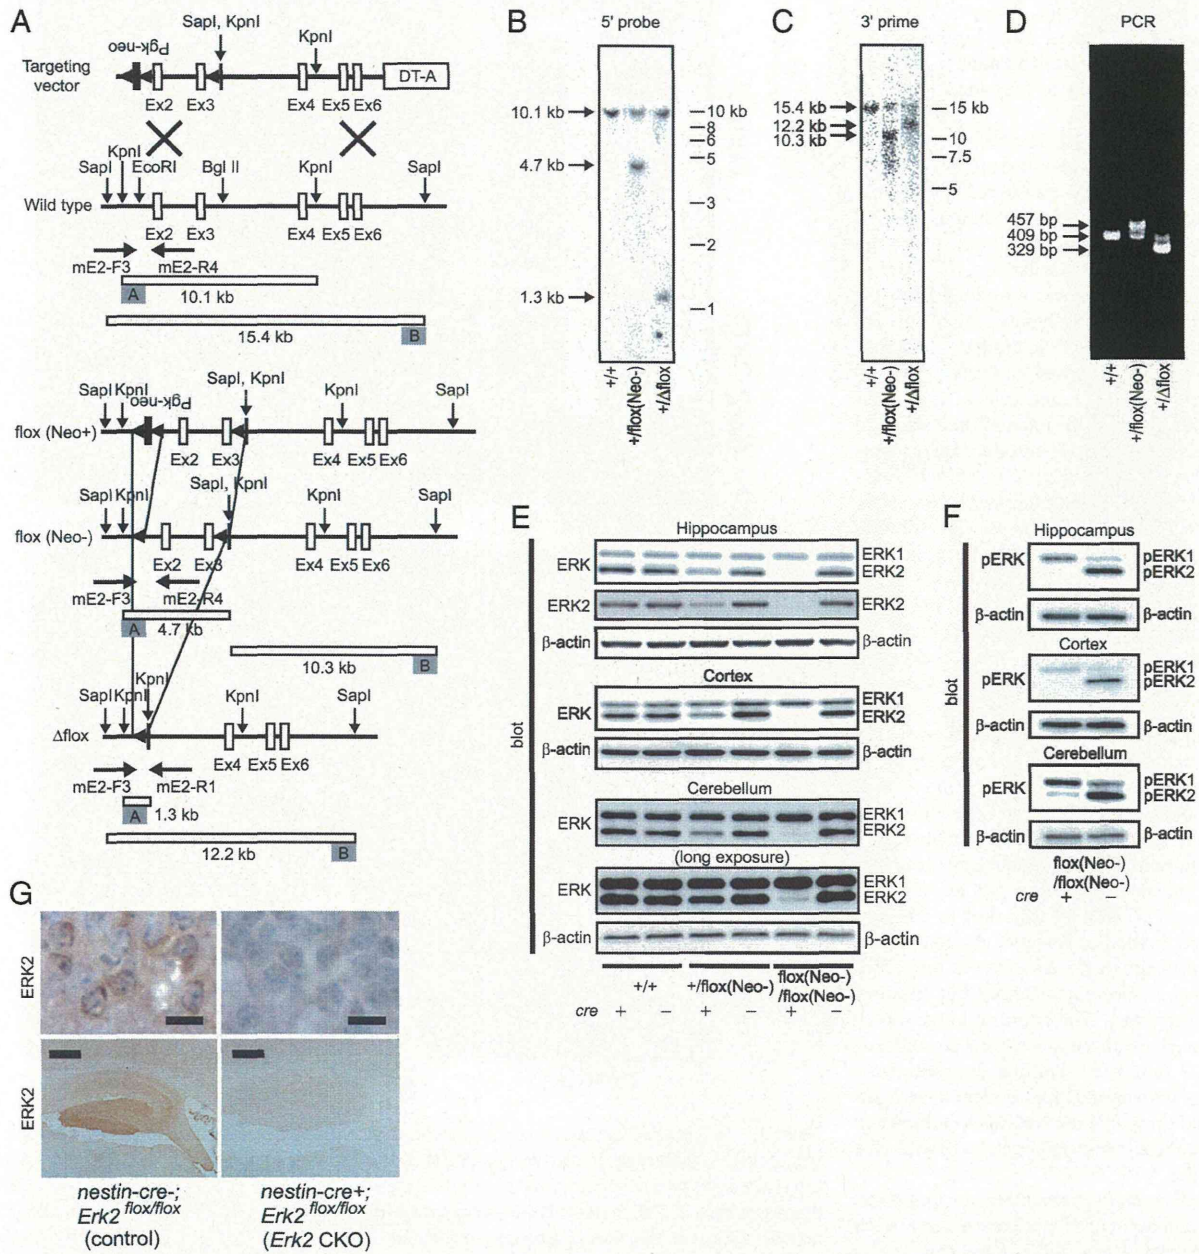 A
SapI, KpnI
Pgk-neo
KpnI
Targeting
vector
DT-A
Ex2 Ex3 Ex4 Ex5 Ex6
KpnI
SapI EcoRI Bgl II KpnI SapI
Wild type
Ex2 Ex3 Ex4 Ex5 Ex6
mE2-F3 mE2-R4
A 10.1 kb
15.4 kb B
SapI KpnI Pgk-neo SapI, KpnI KpnI SapI
flox (Neo+)
Ex2 Ex3 Ex4 Ex5 Ex6
SapI KpnI SapI, KpnI KpnI SapI
flox (Neo-)
Ex2 Ex3 Ex4 Ex5 Ex6
mE2-F3 mE2-R4
A 4.7 kb
10.3 kb B
KpnI
SapI KpnI KpnI SapI
Δflox
Ex4 Ex5 Ex6
mE2-F3 mE2-R1
A 1.3 kb
12.2 kb B
B
5' probe
10.1 kb
4.7 kb
1.3 kb
10 kb
8
6
5
3
2
1
+/+
+/flox(Neo-)
+/Δflox
C
3' prime
15.4 kb
12.2 kb
10.3 kb
15 kb
10
7.5
5
+/+
+/flox(Neo-)
+/Δflox
D
PCR
457 bp
409 bp
329 bp
+/+
+/flox(Neo-)
+/Δflox
E
blot
Hippocampus
ERK ERK1
ERK2
ERK2 ERK2
β-actin β-actin
Cortex
ERK ERK1
ERK2
β-actin β-actin
Cerebellum
ERK ERK1
ERK2
(long exposure)
ERK ERK1
ERK2
β-actin β-actin
+/+ +/flox(Neo-) flox(Neo-)
/flox(Neo-)
cre + − + − + −
F
blot
Hippocampus
pERK pERK1
pERK2
β-actin β-actin
Cortex
pERK pERK1
pERK2
β-actin β-actin
Cerebellum
pERK pERK1
pERK2
β-actin β-actin
flox(Neo-)
/flox(Neo-)
cre + −
G
ERK2
ERK2
nestin-cre-;
Erk2 flox/flox
(control)
nestin-cre+;
Erk2 flox/flox
(Erk2 CKO)